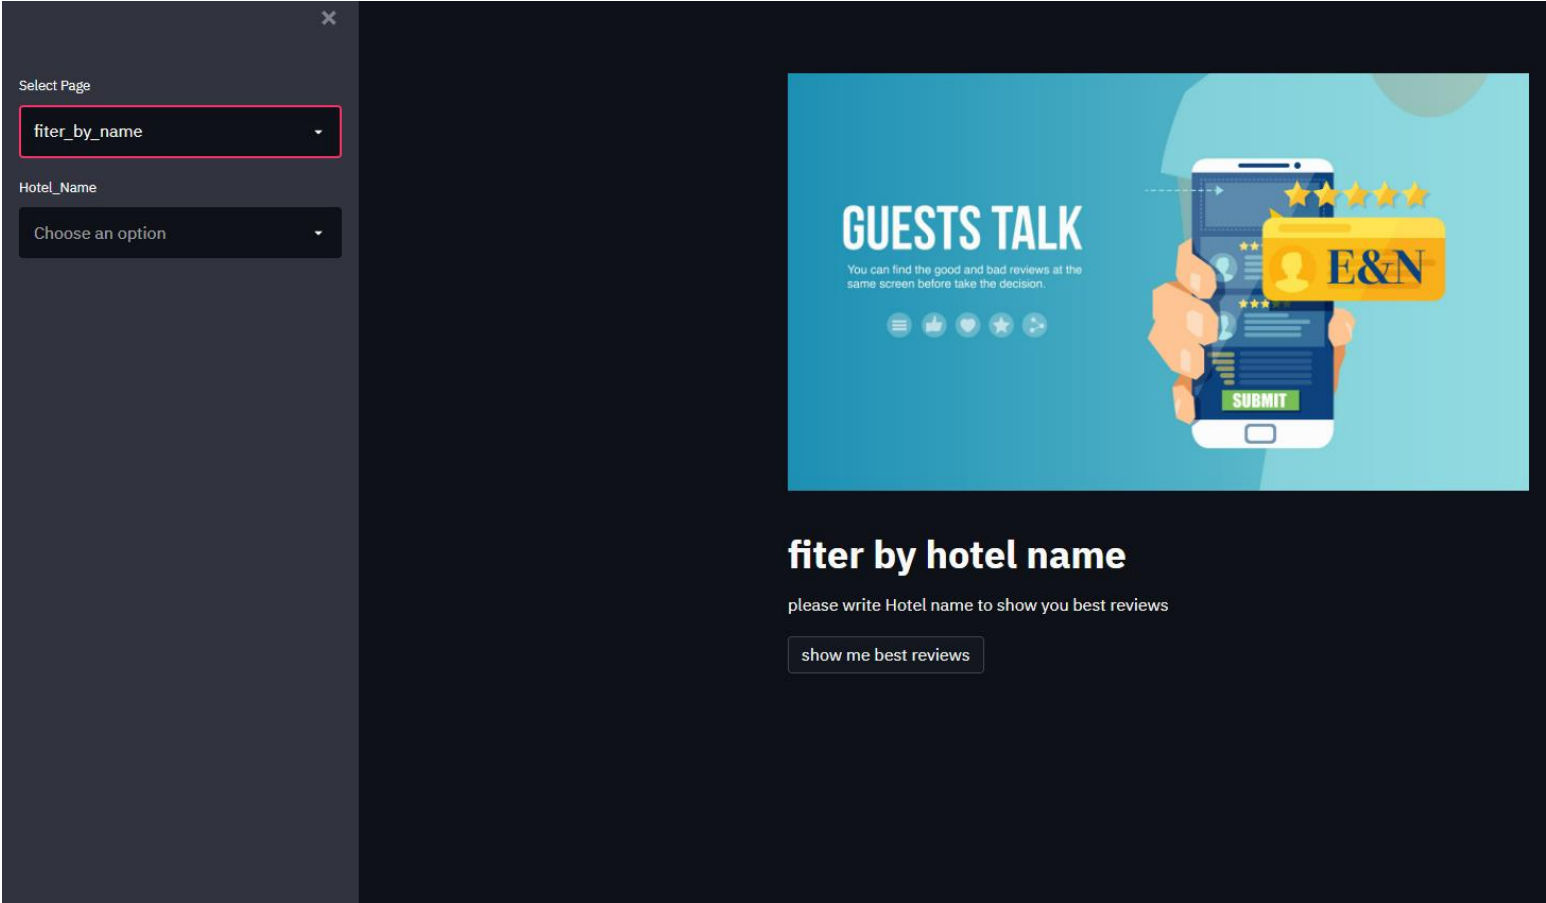 Select Page
fiter_by_name
Hotel_Name
Choose an option
GUESTS TALK
You can find the good and bad reviews at the
same screen before take the decision.
E&N
SUBMIT
fiter by hotel name
please write Hotel name to show you best reviews
show me best reviews